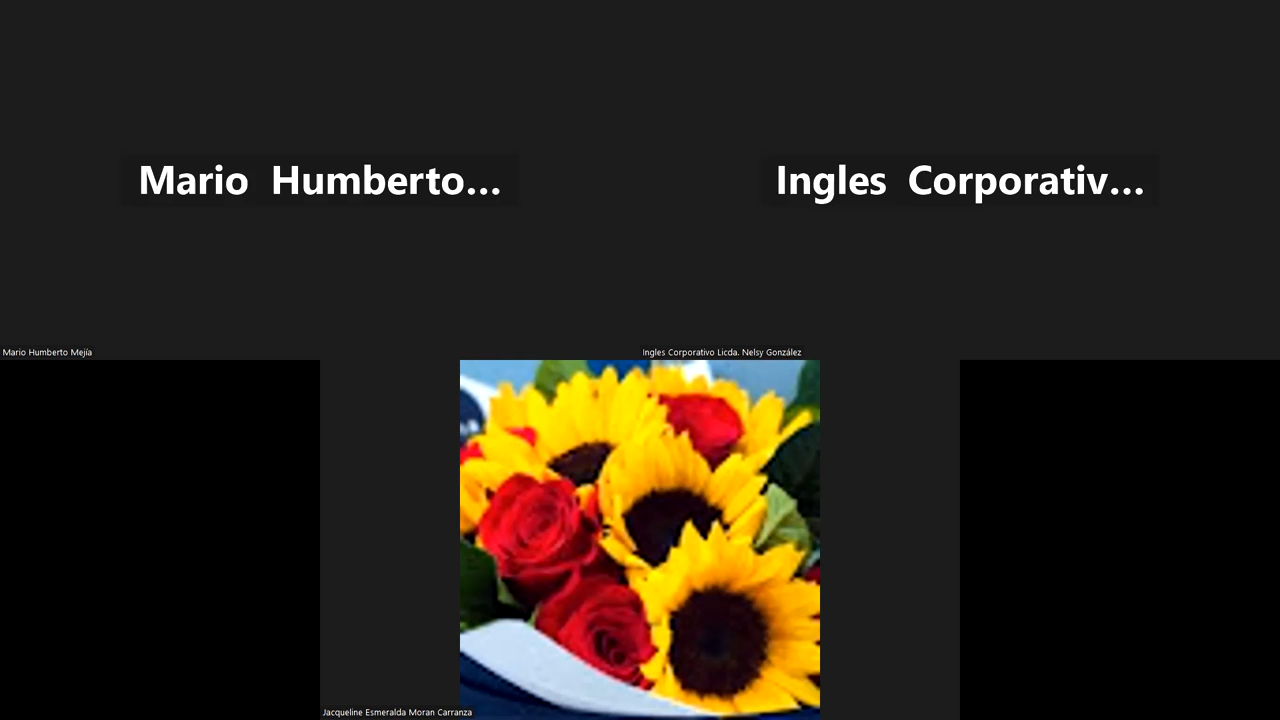 Mario Humberto...
Ingles Corporativ...
Mario Humberto Mejía
Ingles Corporativo Licda. Nelsy González
Jacqueline Esmeralda Moran Carranza